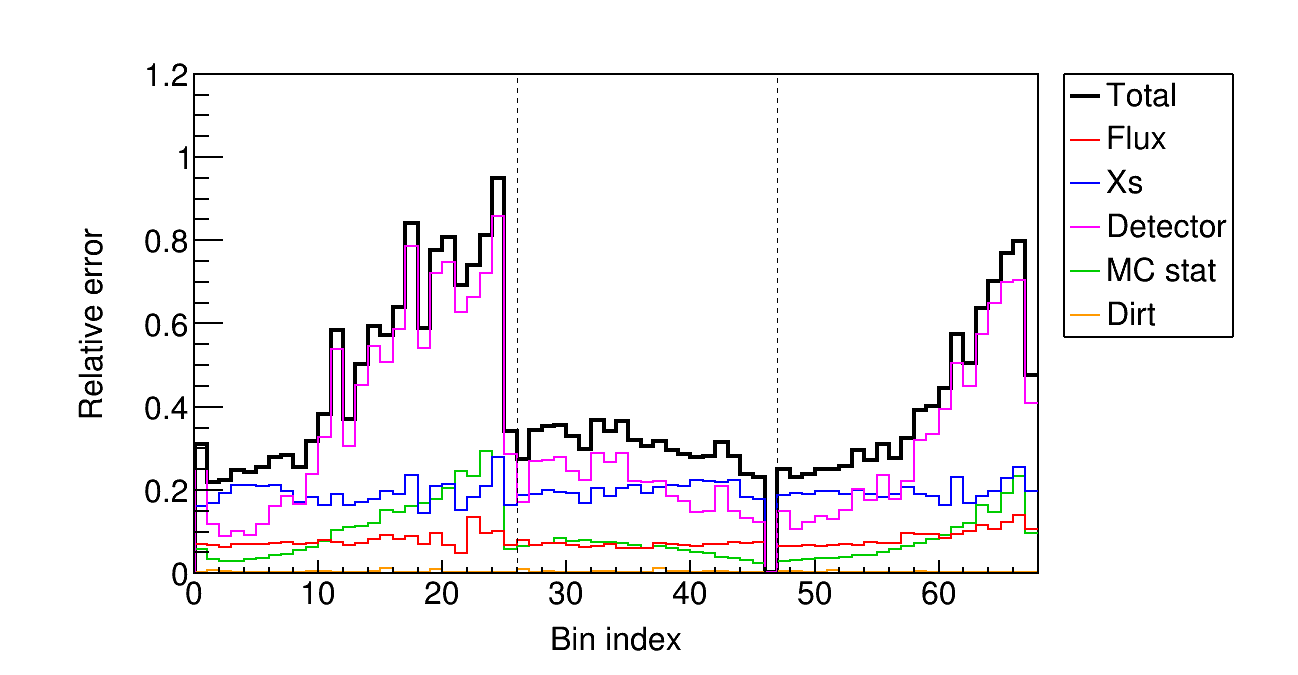 1.2
1
0.8
0.6
0.4
0.2
0
Relative error
0 10 20 30 40 50 60
Bin index
Total
Flux
Xs
Detector
MC stat
Dirt